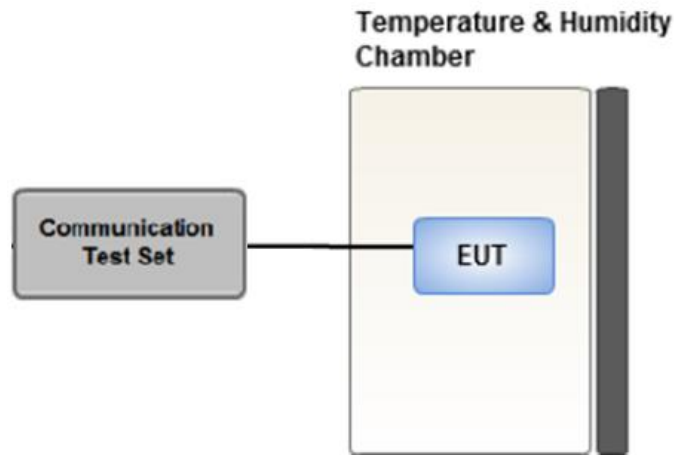 Temperature & Humidity
Chamber
Communication
Test Set
EUT